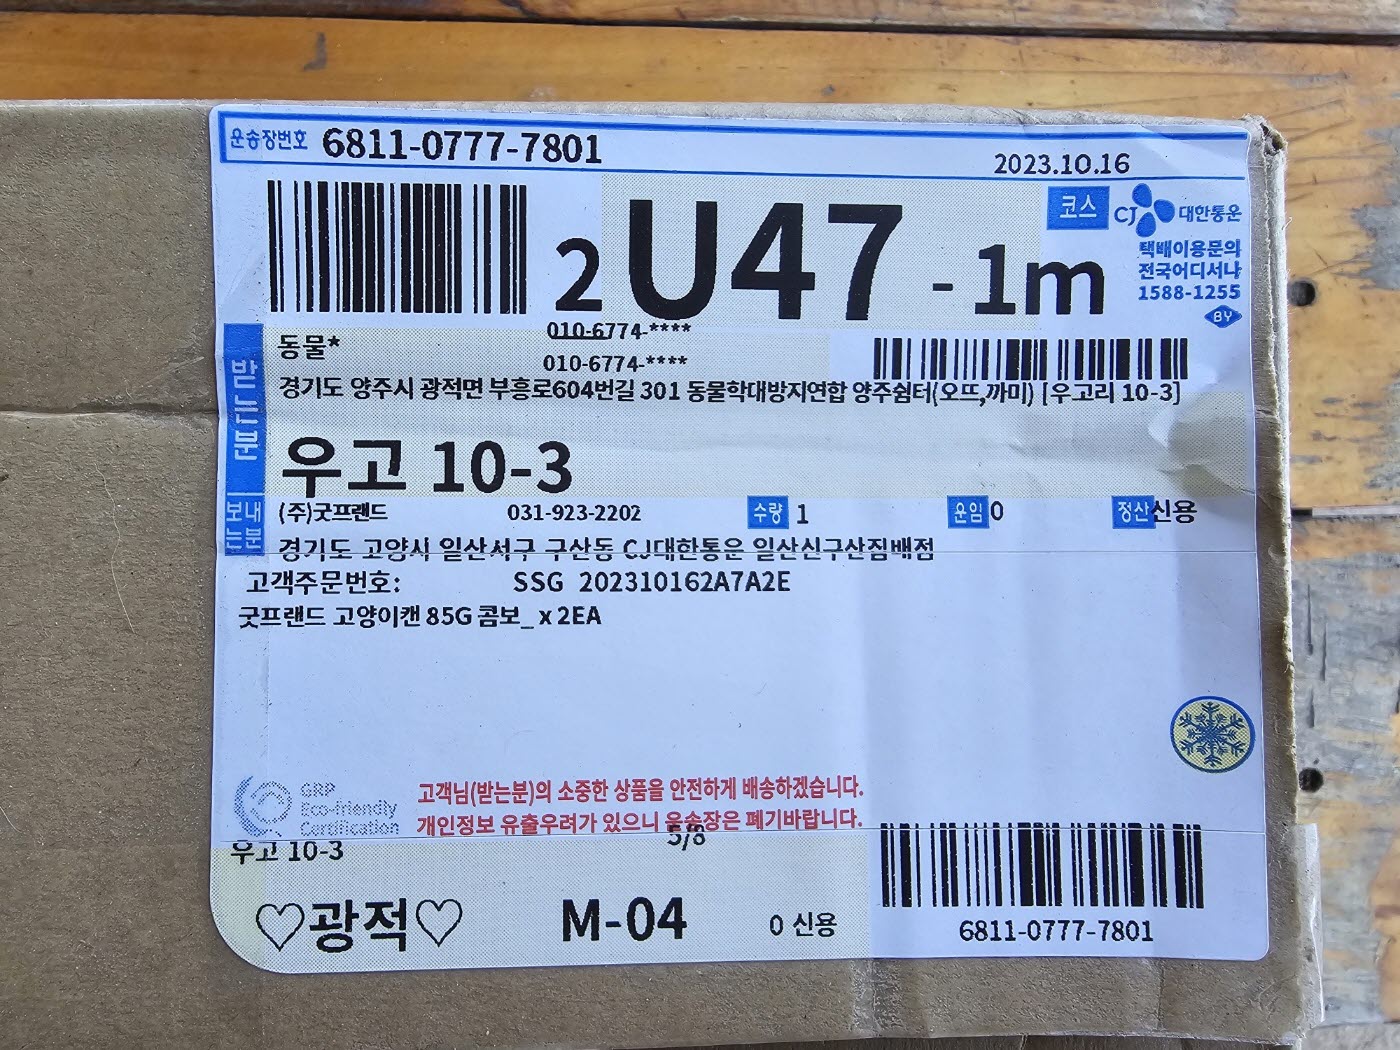 운송장번호 6811-0777-7801
2023.10.16
2 U47 - 1m
코스
CJ 대한통운
택배이용문의
전국어디서나
1588-1255
BY
받는분
동물*
010-6774-****
010-6774-****
경기도 양주시 광적면 부흥로604번길 301 동물학대방지연합 양주쉼터(오뜨,까미) [우고리 10-3]
우고 10-3
보내는분
(주)굿프랜드 031-923-2202 수량 1 운임 0 정산 신용
경기도 고양시 일산서구 구산동 CJ대한통운 일산신구산집배점
고객주문번호: SSG 202310162A7A2E
굿프랜드 고양이캔 85G 콤보_ x 2EA
GRP
Eco-friendly
Certification
고객님(받는분)의 소중한 상품을 안전하게 배송하겠습니다.
개인정보 유출우려가 있으니 운송장은 폐기바랍니다.
5/8
우고 10-3
♡광적♡ M-04 0 신용
6811-0777-7801